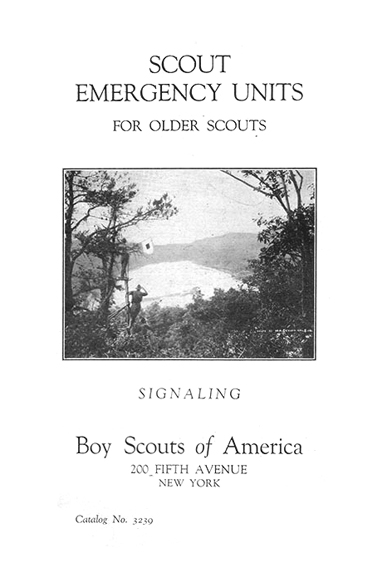 SCOUT
EMERGENCY UNITS
FOR OLDER SCOUTS
SIGNALING
Boy Scouts of America
200 FIFTH AVENUE
NEW YORK
Catalog No. 3239